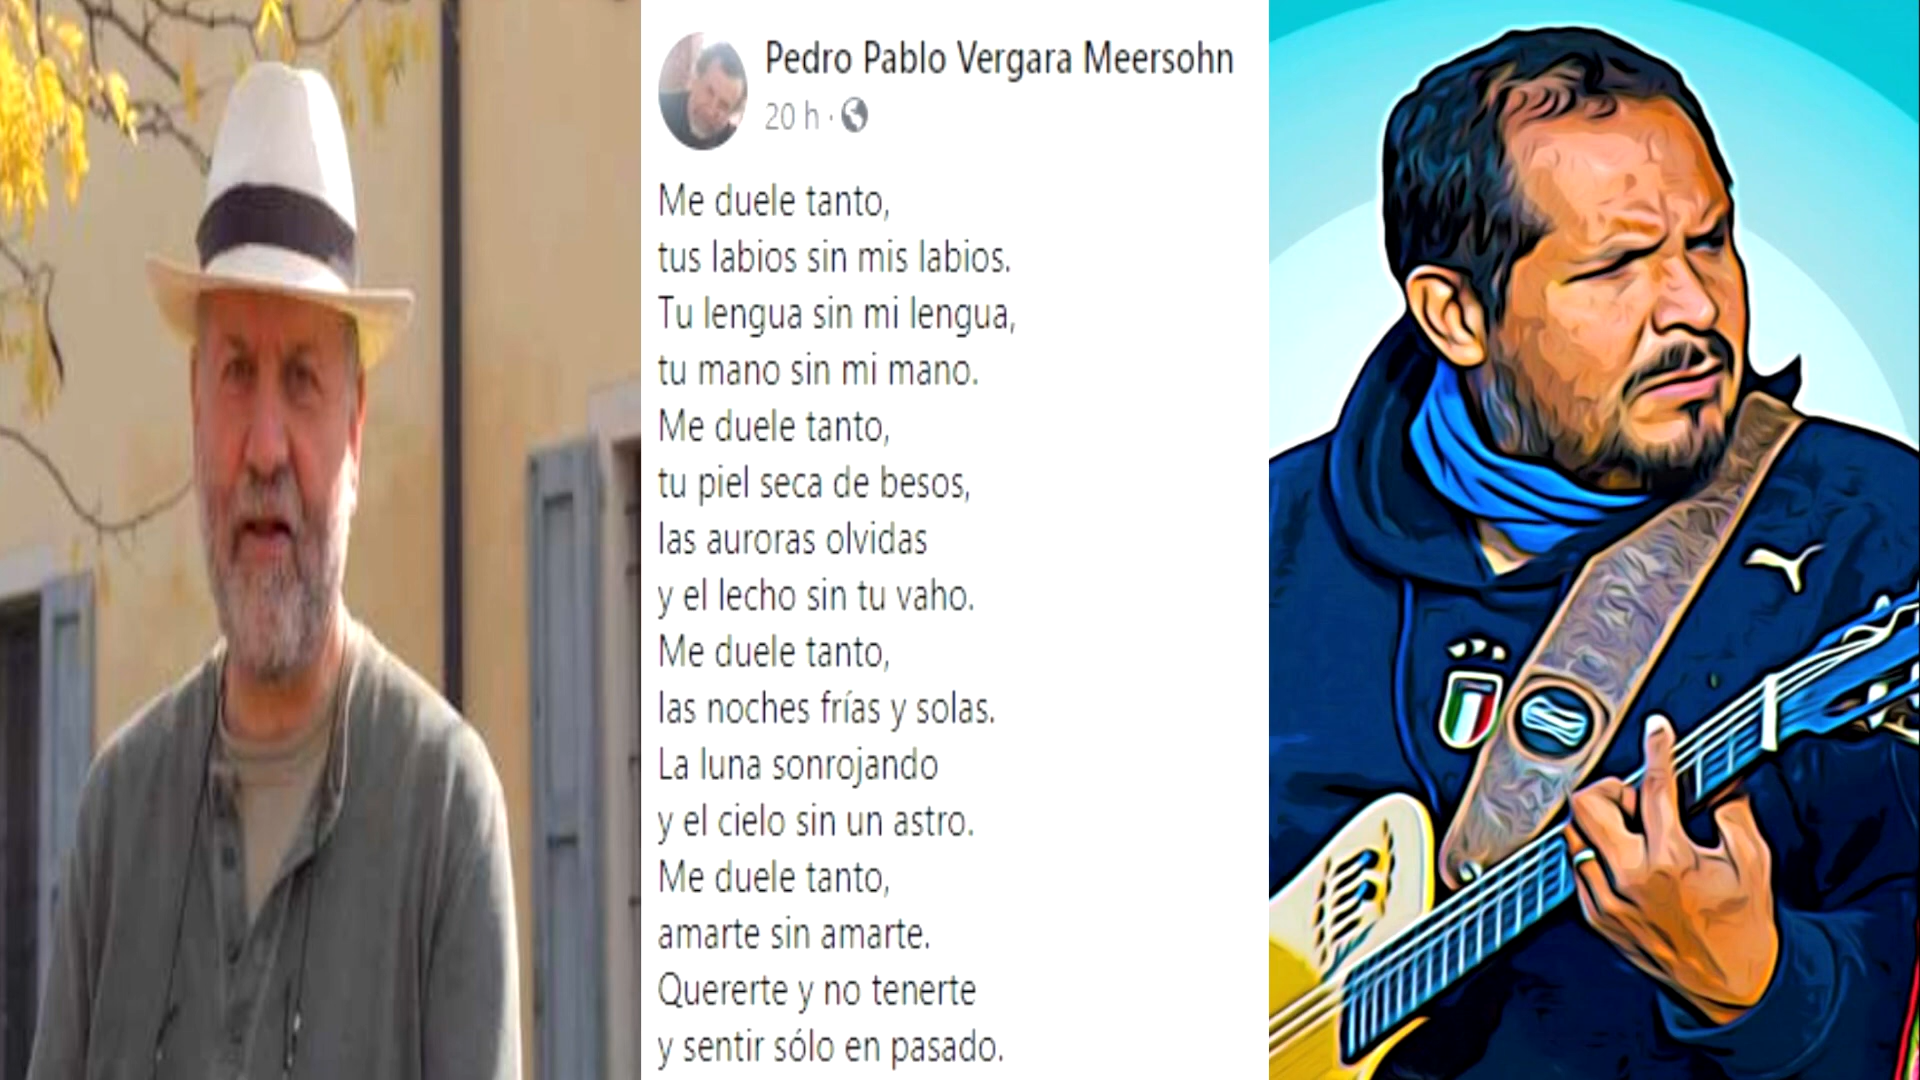 Pedro Pablo Vergara Meersohn
20 h ·
Me duele tanto,
tus labios sin mis labios.
Tu lengua sin mi lengua,
tu mano sin mi mano.
Me duele tanto,
tu piel seca de besos,
las auroras olvidas
y el lecho sin tu vaho.
Me duele tanto,
las noches frías y solas.
La luna sonrojando
y el cielo sin un astro.
Me duele tanto,
amarte sin amarte.
Quererte y no tenerte
y sentir sólo en pasado.